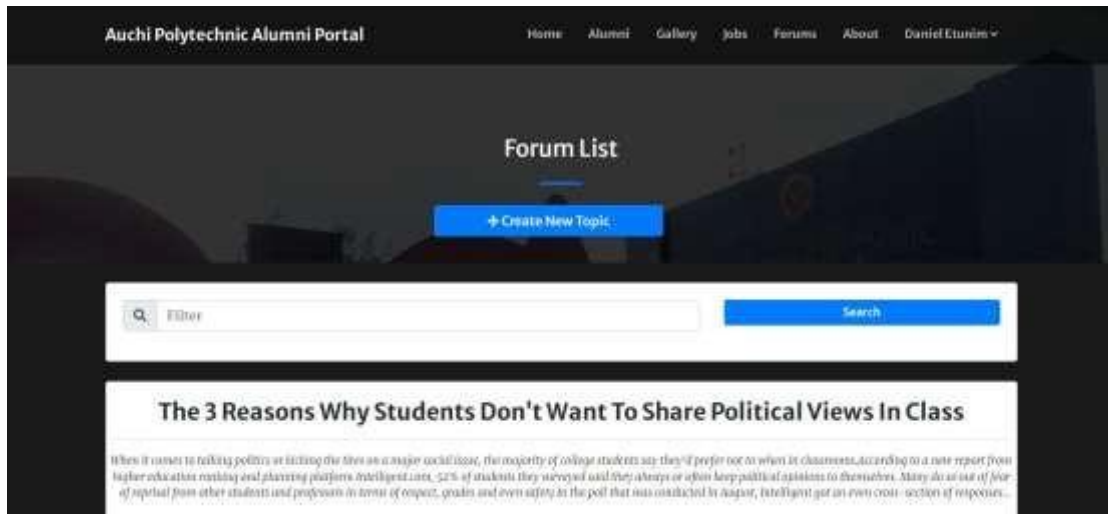 Auchi Polytechnic Alumni Portal Home Alumni Gallery Jobs Forums About Daniel Etunim
Forum List
+ Create New Topic
Filter Search
The 3 Reasons Why Students Don't Want To Share Political Views In Class
When it comes to talking politics or kicking the tires on a major social issue, the majority of college students say they'd prefer not to when in classrooms, according to a new report from
higher education ranking and planning platform Intelligent.com, 52% of students they surveyed said they always or often keep political opinions to themselves. Many do so out of fear
of reprisal from other students and professors in terms of respect, grades and even safety. In the poll that was conducted in August, Intelligent got an even cross-section of responses...